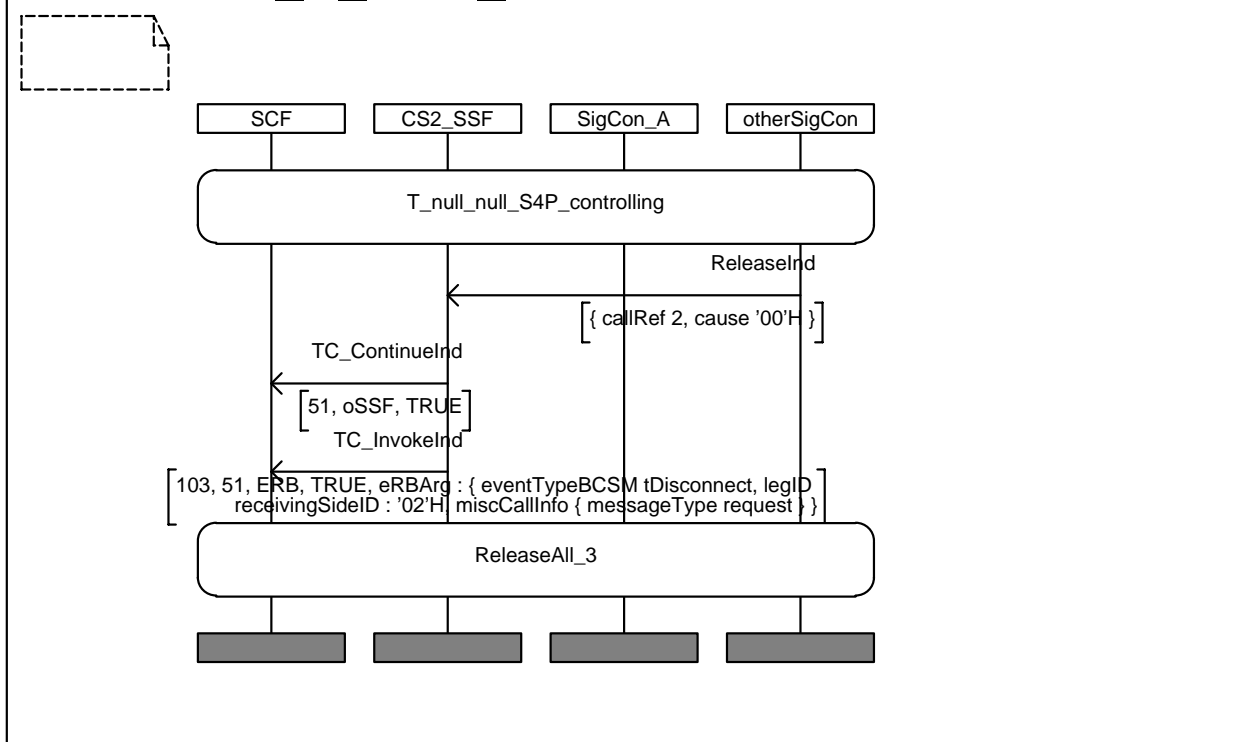 SCF CS2_SSF SigCon_A otherSigCon
T_null_null_S4P_controlling
ReleaseInd
{ callRef 2, cause '00'H }
TC_ContinueInd
51, oSSF, TRUE
TC_InvokeInd
103, 51, ERB, TRUE, eRBArg : { eventTypeBCSM tDisconnect, legID
receivingSideID : '02'H, miscCallInfo { messageType request } }
ReleaseAll_3